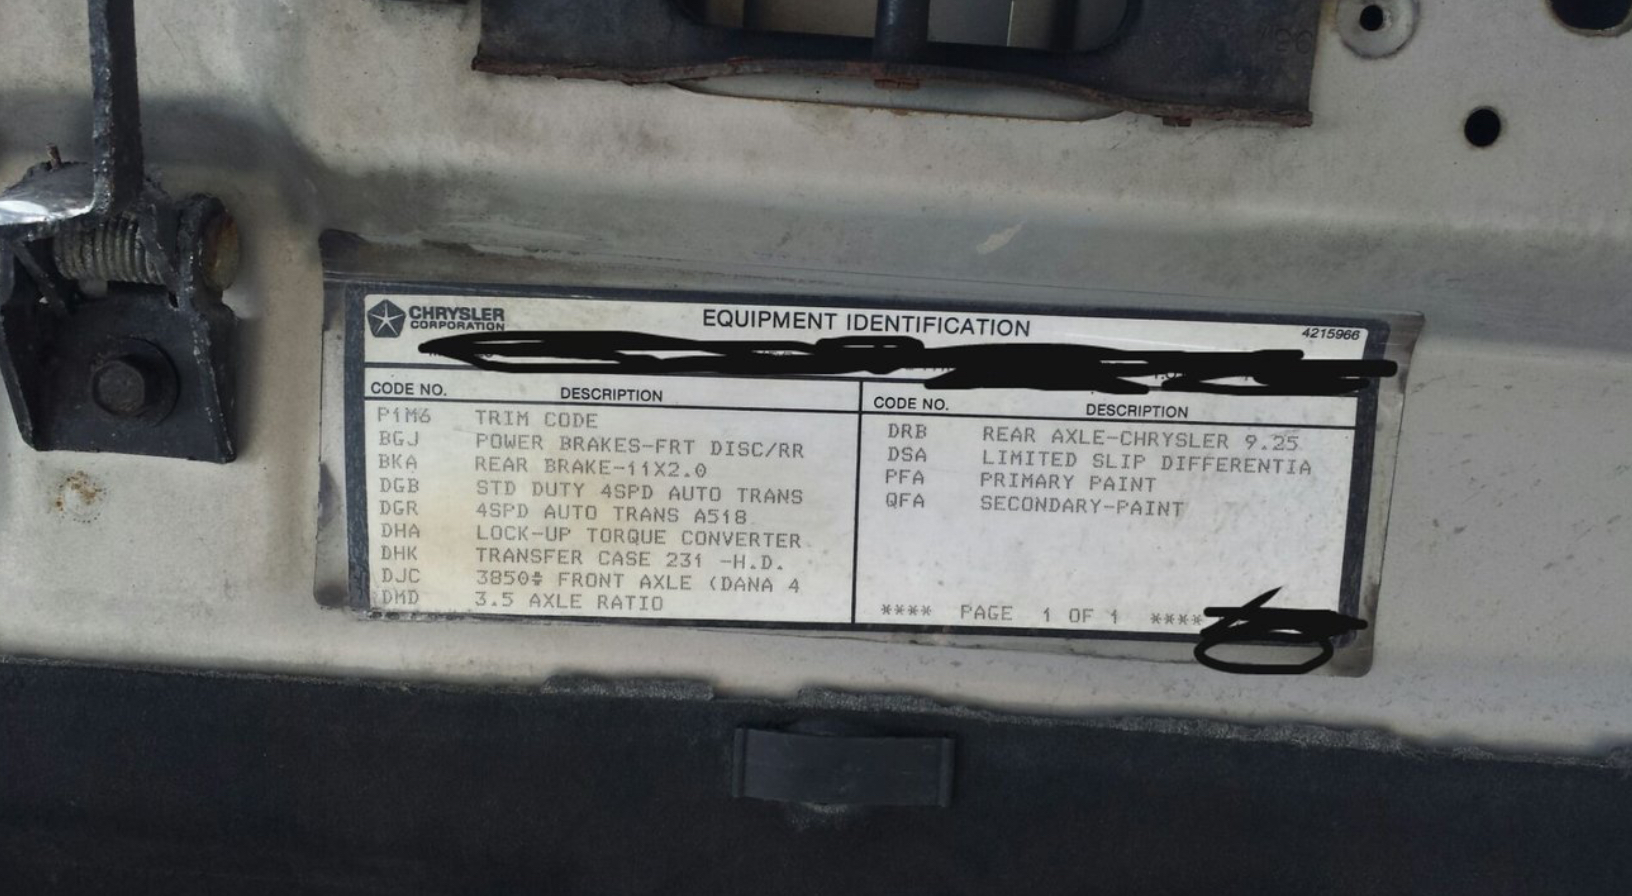 CHRYSLER
CORPORATION
EQUIPMENT IDENTIFICATION
4215966
CODE NO. DESCRIPTION
P1M6 TRIM CODE
BGJ POWER BRAKES-FRT DISC/RR
BKA REAR BRAKE-11X2.0
DGB STD DUTY 4SPD AUTO TRANS
DGR 4SPD AUTO TRANS A518
DHA LOCK-UP TORQUE CONVERTER
DHK TRANSFER CASE 231 -H.D.
DJC 3850# FRONT AXLE (DANA 4
DMD 3.5 AXLE RATIO
CODE NO. DESCRIPTION
DRB REAR AXLE-CHRYSLER 9.25
DSA LIMITED SLIP DIFFERENTIA
PFA PRIMARY PAINT
QFA SECONDARY-PAINT
**** PAGE 1 OF 1 ****